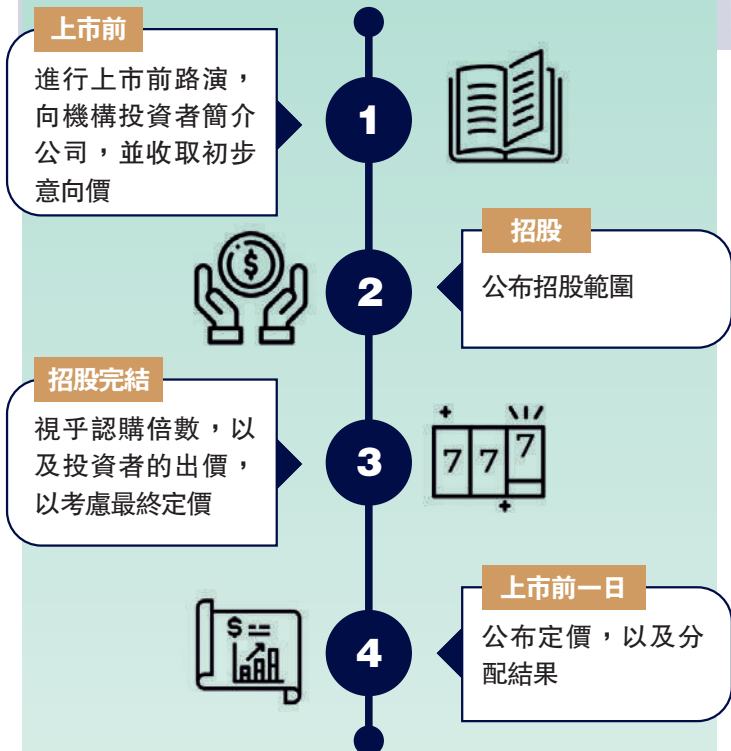 上市前
進行上市前路演，
向機構投資者簡介
公司，並收取初步
意向價
1
2
招股
公布招股範圍
招股完結
視乎認購倍數，以
及投資者的出價，
以考慮最終定價
3
7 7 7
上市前一日
公布定價，以及分
配結果
4
$
$